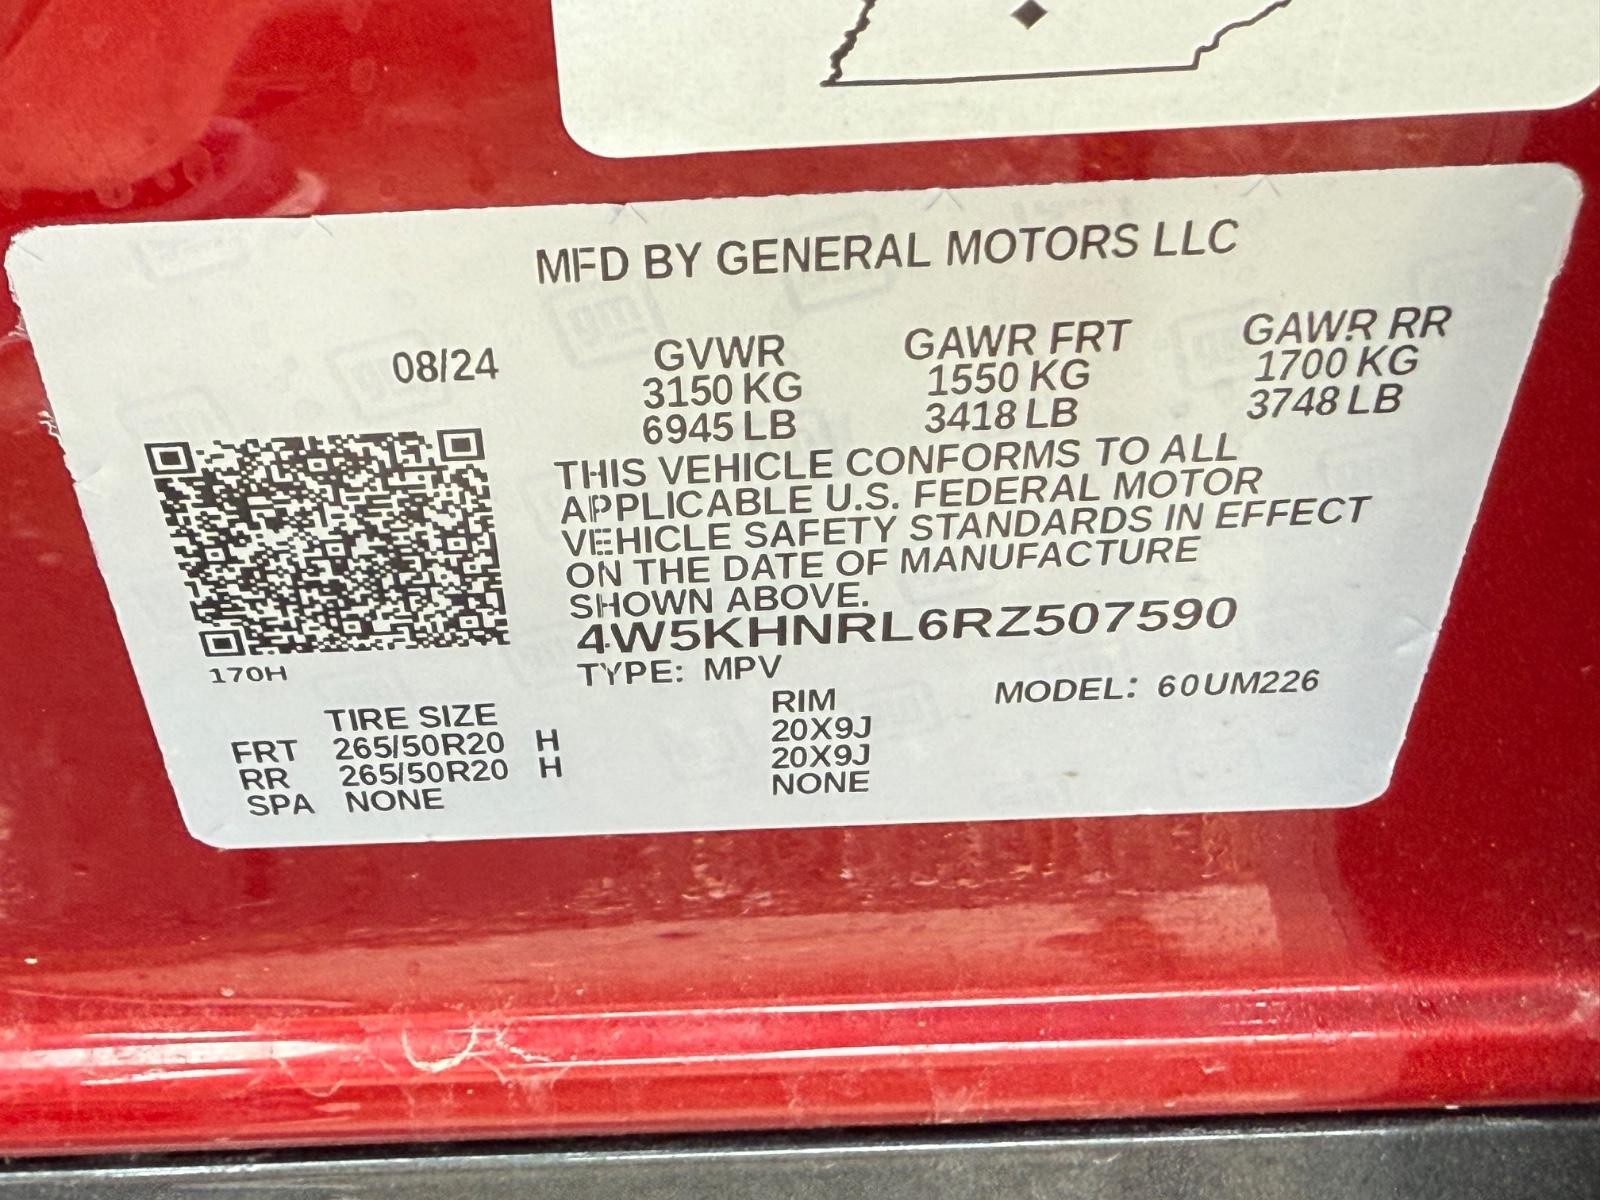 MFD BY GENERAL MOTORS LLC
08/24 GVWR GAWR FRT GAWR RR
3150 KG 1550 KG 1700 KG
6945 LB 3418 LB 3748 LB
THIS VEHICLE CONFORMS TO ALL
APPLICABLE U.S. FEDERAL MOTOR
VEHICLE SAFETY STANDARDS IN EFFECT
ON THE DATE OF MANUFACTURE
SHOWN ABOVE.
4W5KHNRL6RZ507590
170H
TYPE: MPV MODEL: 60UM226
TIRE SIZE RIM
FRT 265/50R20 H 20X9J
RR 265/50R20 H 20X9J
SPA NONE NONE